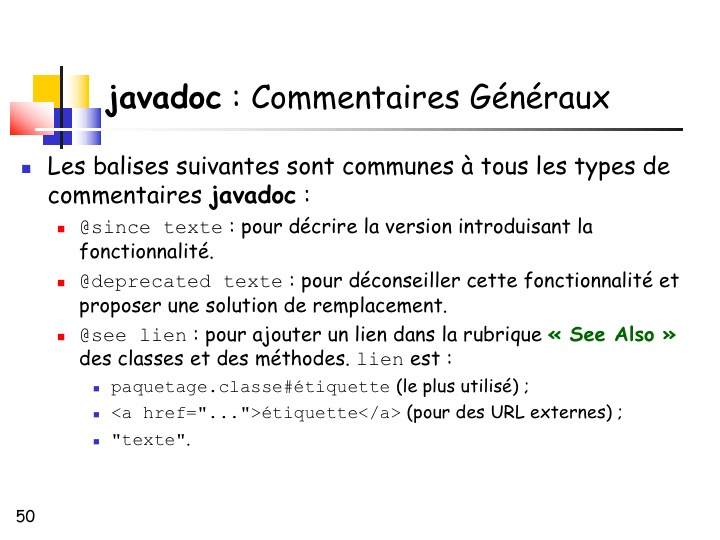 javadoc : Commentaires Généraux
Les balises suivantes sont communes à tous les types de
commentaires javadoc :
@since texte : pour décrire la version introduisant la
fonctionnalité.
@deprecated texte : pour déconseiller cette fonctionnalité et
proposer une solution de remplacement.
@see lien : pour ajouter un lien dans la rubrique « See Also »
des classes et des méthodes. lien est :
paquetage.classe#étiquette (le plus utilisé) ;
<a href="...">étiquette</a> (pour des URL externes) ;
"texte".
50